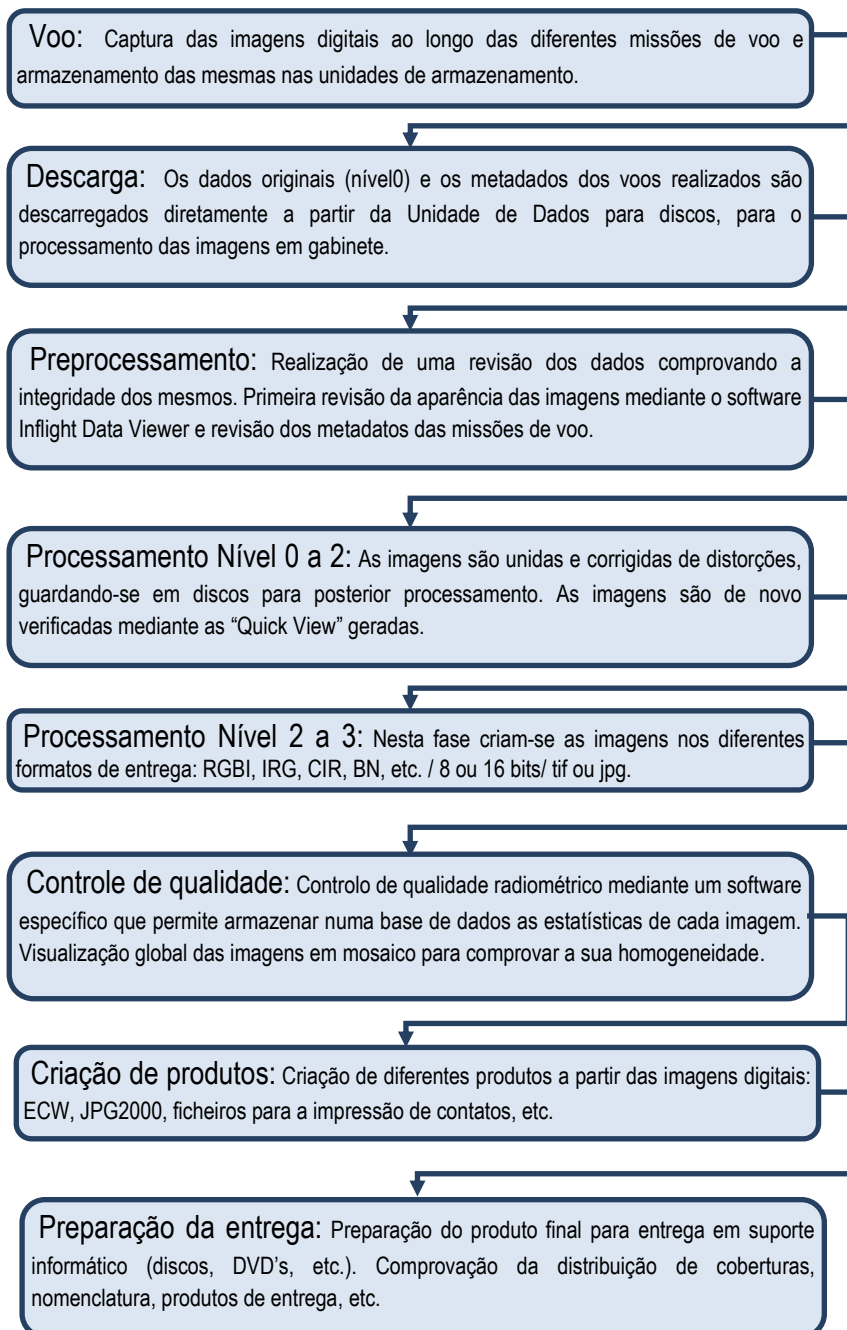 Voo: Captura das imagens digitais ao longo das diferentes missões de voo e
armazenamento das mesmas nas unidades de armazenamento.
Descarga: Os dados originais (nível0) e os metadados dos voos realizados são
descarregados diretamente a partir da Unidade de Dados para discos, para o
processamento das imagens em gabinete.
Preprocessamento: Realização de uma revisão dos dados comprovando a
integridade dos mesmos. Primeira revisão da aparência das imagens mediante o software
Inflight Data Viewer e revisão dos metadatos das missões de voo.
Processamento Nível 0 a 2: As imagens são unidas e corrigidas de distorções,
guardando-se em discos para posterior processamento. As imagens são de novo
verificadas mediante as “Quick View” geradas.
Processamento Nível 2 a 3: Nesta fase criam-se as imagens nos diferentes
formatos de entrega: RGBI, IRG, CIR, BN, etc. / 8 ou 16 bits/ tif ou jpg.
Controle de qualidade: Controlo de qualidade radiométrico mediante um software
específico que permite armazenar numa base de dados as estatísticas de cada imagem.
Visualização global das imagens em mosaico para comprovar a sua homogeneidade.
Criação de produtos: Criação de diferentes produtos a partir das imagens digitais:
ECW, JPG2000, ficheiros para a impressão de contatos, etc.
Preparação da entrega: Preparação do produto final para entrega em suporte
informático (discos, DVD’s, etc.). Comprovação da distribuição de coberturas,
nomenclatura, produtos de entrega, etc.